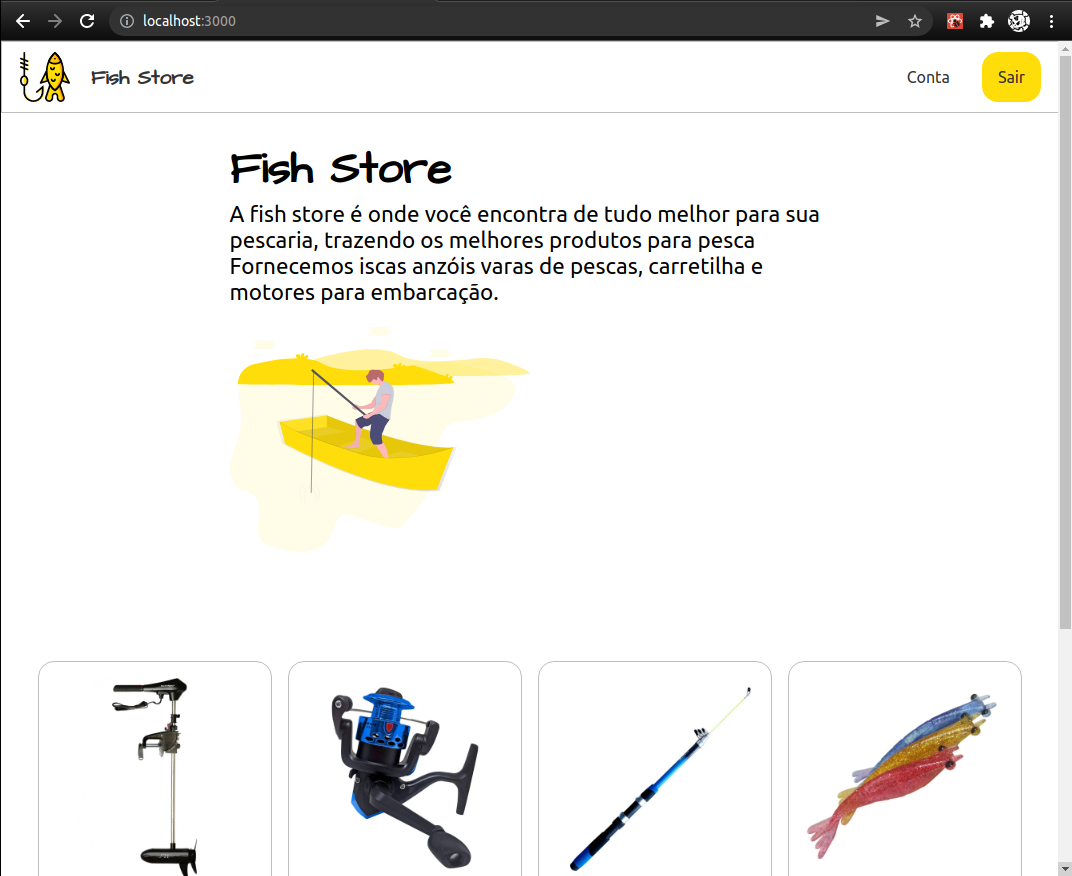 localhost:3000
Fish Store
Conta
Sair
Fish Store
A fish store é onde você encontra de tudo melhor para sua
pescaria, trazendo os melhores produtos para pesca
Fornecemos iscas anzóis varas de pescas, carretilha e
motores para embarcação.